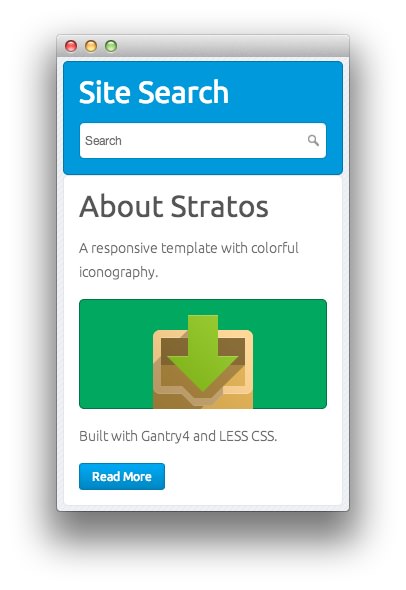 Site Search
Search
About Stratos
A responsive template with colorful
iconography.
Built with Gantry4 and LESS CSS.
Read More